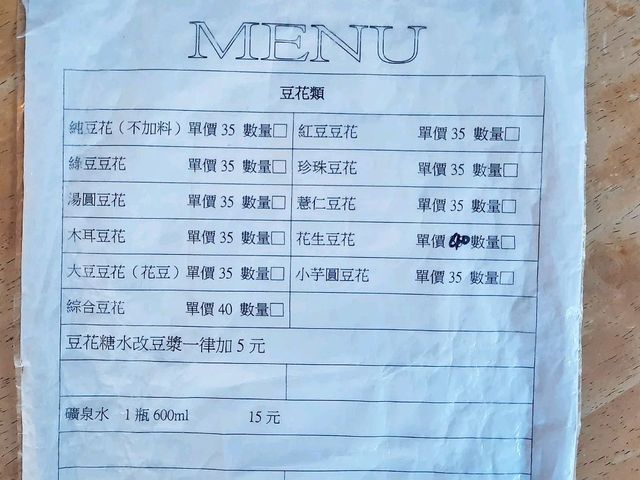 MENU
豆花類
純豆花（不加料）單價 35 數量□ 紅豆豆花 單價 35 數量□
綠豆豆花 單價 35 數量□ 珍珠豆花 單價 35 數量□
湯圓豆花 單價 35 數量□ 薏仁豆花 單價 35 數量□
木耳豆花 單價 35 數量□ 花生豆花 單價 40 數量□
大豆豆花（花豆）單價 35 數量□ 小芋圓豆花 單價 35 數量□
綜合豆花 單價 40 數量□
豆花糖水改豆漿一律加 5 元
礦泉水 1 瓶 600ml 15 元